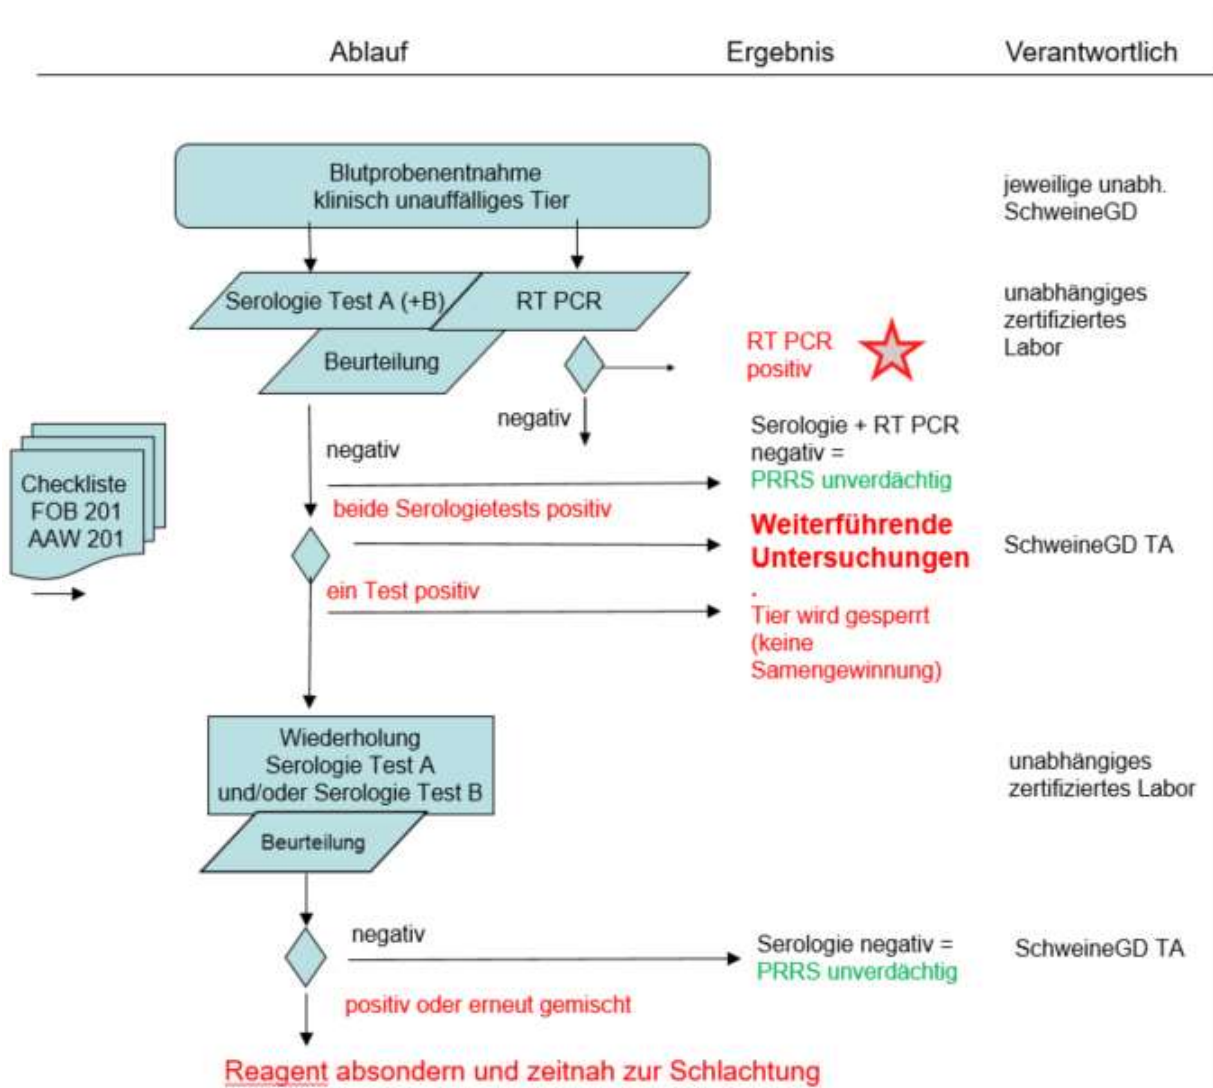 Ablauf
Ergebnis
Verantwortlich
Blutprobenentnahme
klinisch unauffälliges Tier
jeweilige unabh.
SchweineGD
Serologie Test A (+B)
RT PCR
unabhängiges
zertifiziertes
Labor
Beurteilung
RT PCR
positiv
negativ
Serologie + RT PCR
negativ =
PRRS unverdächtig
negativ
Checkliste
FOB 201
AAW 201
beide Serologietests positiv
Weiterführende
Untersuchungen
.
SchweineGD TA
ein Test positiv
Tier wird gesperrt
(keine
Samengewinnung)
Wiederholung
Serologie Test A
und/oder Serologie Test B
unabhängiges
zertifiziertes Labor
Beurteilung
negativ
Serologie negativ =
PRRS unverdächtig
SchweineGD TA
positiv oder erneut gemischt
Reagent absondern und zeitnah zur Schlachtung